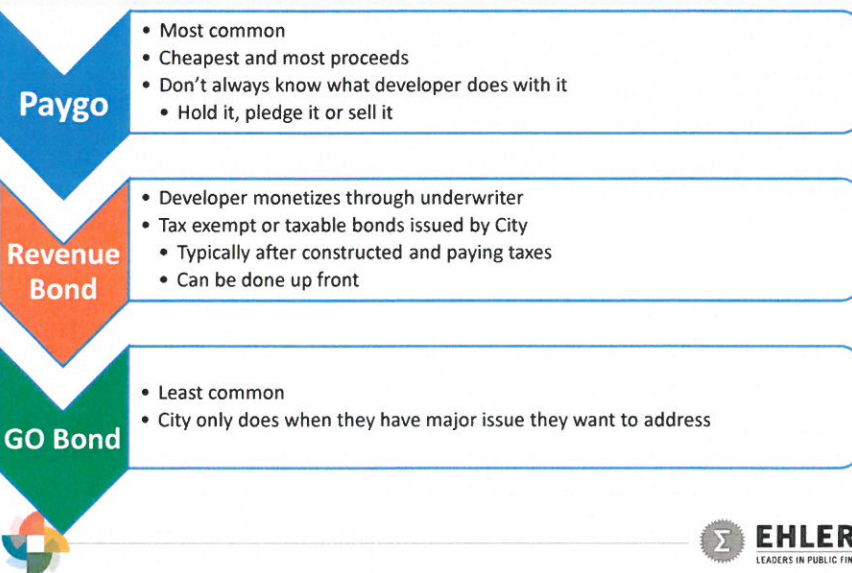 Paygo
• Most common
• Cheapest and most proceeds
• Don't always know what developer does with it
• Hold it, pledge it or sell it
Revenue
Bond
• Developer monetizes through underwriter
• Tax exempt or taxable bonds issued by City
• Typically after constructed and paying taxes
• Can be done up front
GO Bond
• Least common
• City only does when they have major issue they want to address
Σ
EHLER
LEADERS IN PUBLIC FIN